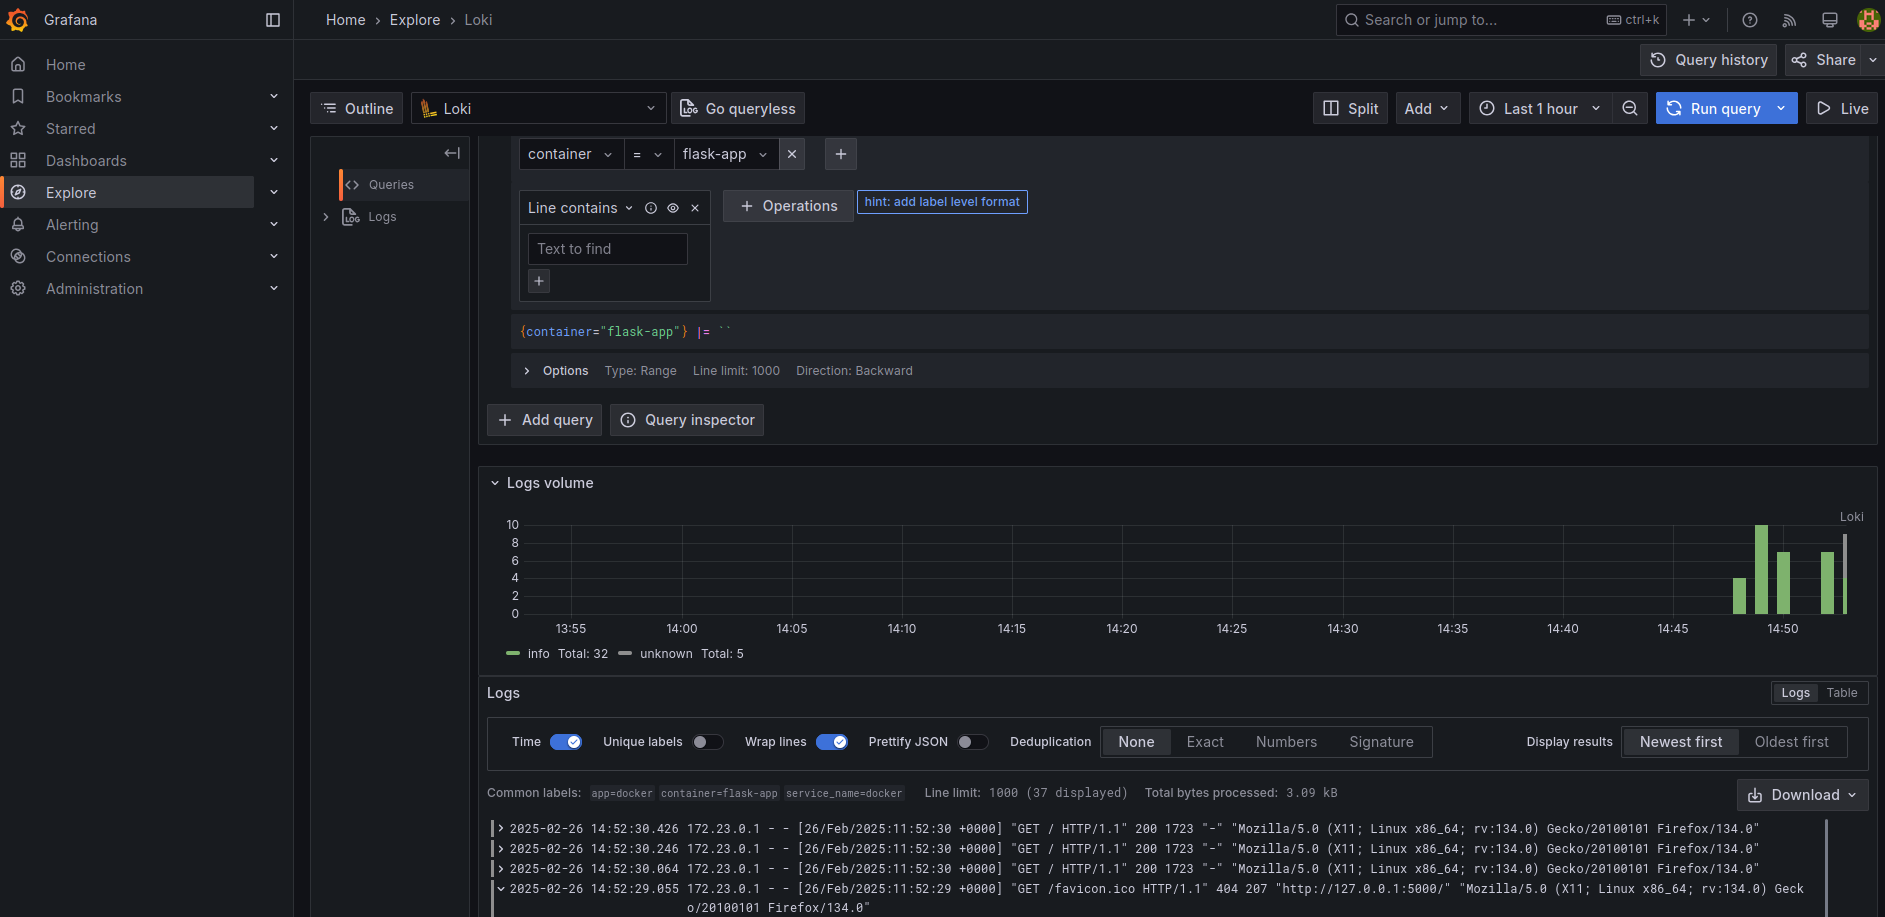 Grafana
Home › Explore › Loki
Search or jump to...
ctrl+k
Home
Bookmarks
Starred
Dashboards
Explore
Alerting
Connections
Administration
Query history
Share
Outline
Loki
Go queryless
Split
Add
Last 1 hour
Run query
Live
Queries
Logs
container
=
flask-app
Line contains
Text to find
Operations
hint: add label level format
{container="flask-app"} |= ``
Options Type: Range Line limit: 1000 Direction: Backward
Add query
Query inspector
Logs volume
Loki
10
8
6
4
2
0
13:55 14:00 14:05 14:10 14:15 14:20 14:25 14:30 14:35 14:40 14:45 14:50
info Total: 32 unknown Total: 5
Logs
Logs Table
Time Unique labels Wrap lines Prettify JSON Deduplication None Exact Numbers Signature Display results Newest first Oldest first
Common labels: app=docker container=flask-app service_name=docker Line limit: 1000 (37 displayed) Total bytes processed: 3.09 kB
Download
2025-02-26 14:52:30.426 172.23.0.1 - - [26/Feb/2025:11:52:30 +0000] "GET / HTTP/1.1" 200 1723 "-" "Mozilla/5.0 (X11; Linux x86_64; rv:134.0) Gecko/20100101 Firefox/134.0"
2025-02-26 14:52:30.246 172.23.0.1 - - [26/Feb/2025:11:52:30 +0000] "GET / HTTP/1.1" 200 1723 "-" "Mozilla/5.0 (X11; Linux x86_64; rv:134.0) Gecko/20100101 Firefox/134.0"
2025-02-26 14:52:30.064 172.23.0.1 - - [26/Feb/2025:11:52:30 +0000] "GET / HTTP/1.1" 200 1723 "-" "Mozilla/5.0 (X11; Linux x86_64; rv:134.0) Gecko/20100101 Firefox/134.0"
2025-02-26 14:52:29.055 172.23.0.1 - - [26/Feb/2025:11:52:29 +0000] "GET /favicon.ico HTTP/1.1" 404 207 "http://127.0.0.1:5000/" "Mozilla/5.0 (X11; Linux x86_64; rv:134.0) Geck
o/20100101 Firefox/134.0"